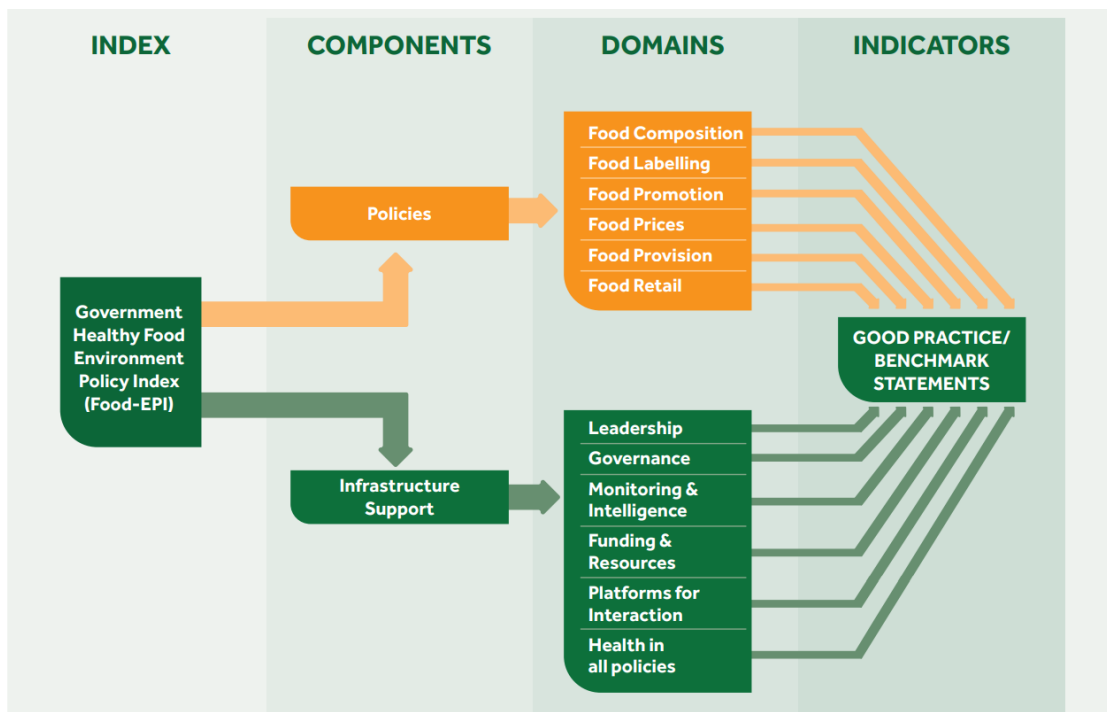 INDEX
COMPONENTS
DOMAINS
INDICATORS
Government
Healthy Food
Environment
Policy Index
(Food-EPI)
Policies
Infrastructure
Support
Food Composition
Food Labelling
Food Promotion
Food Prices
Food Provision
Food Retail
Leadership
Governance
Monitoring &
Intelligence
Funding &
Resources
Platforms for
Interaction
Health in
all policies
GOOD PRACTICE/
BENCHMARK
STATEMENTS